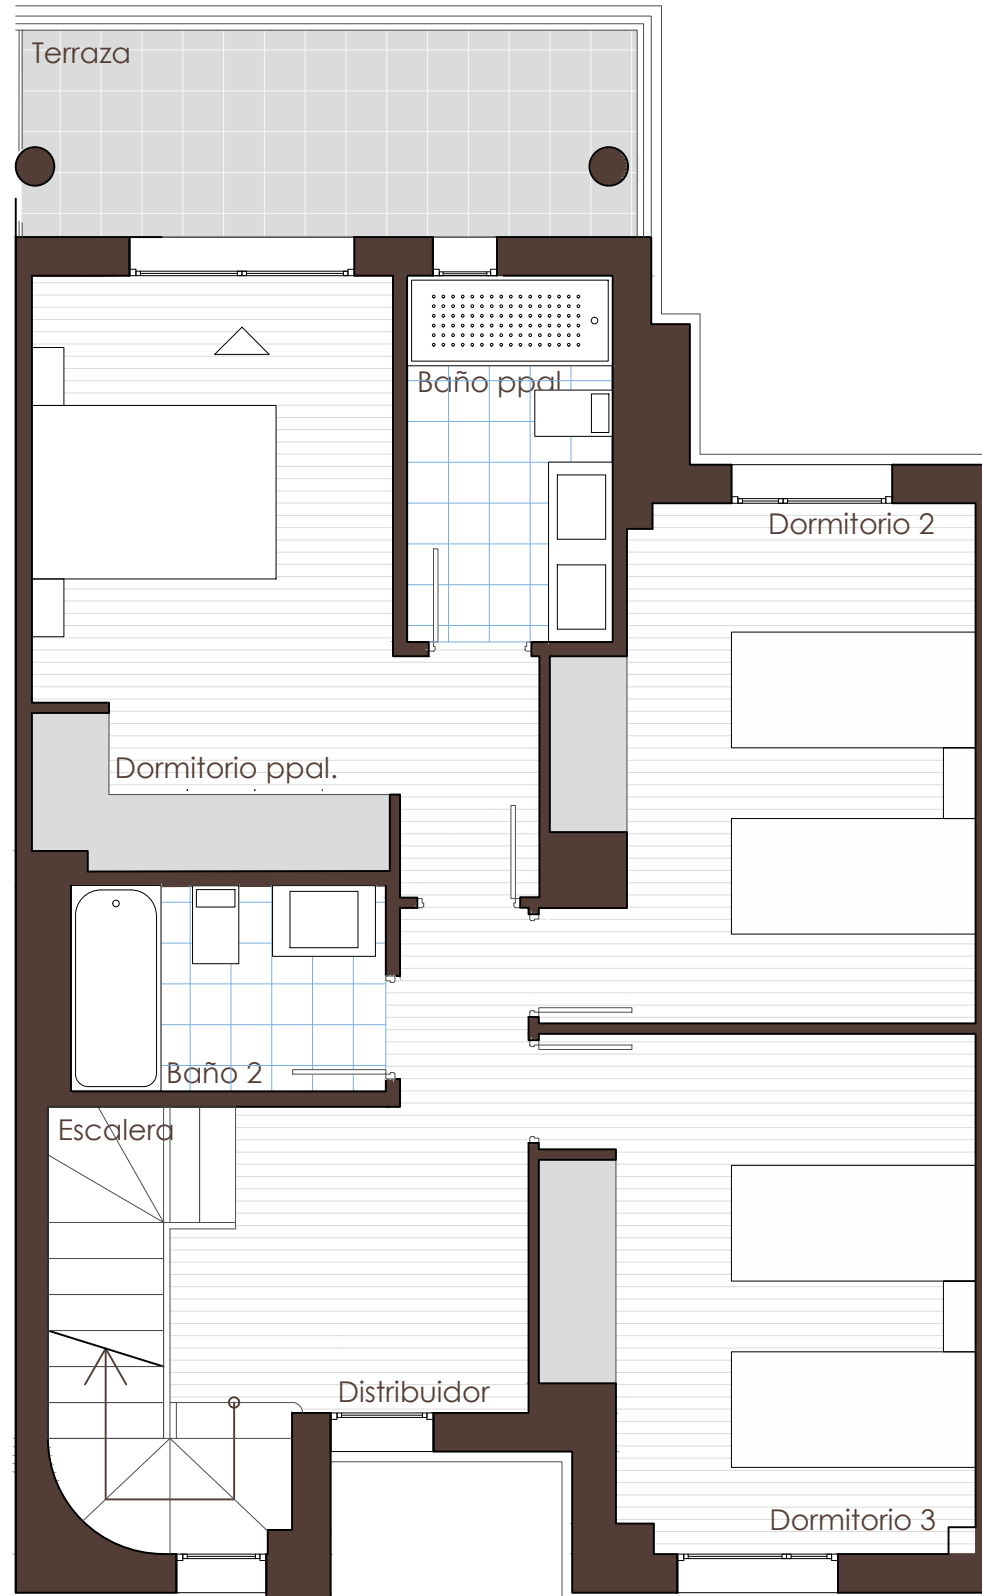 Terraza
Baño ppal
Dormitorio 2
Dormitorio ppal.
Baño 2
Escalera
Distribuidor
Dormitorio 3